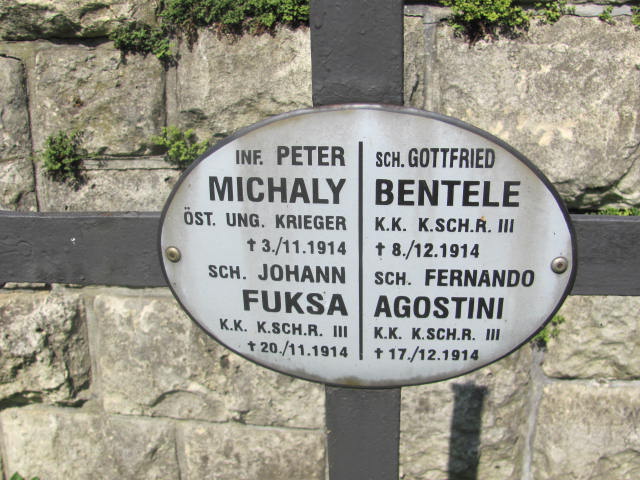 INF. PETER
MICHALY
ÖST. UNG. KRIEGER
† 3./11.1914
SCH. JOHANN
FUKSA
K.K. K.SCH.R. III
† 20./11.1914
SCH. GOTTFRIED
BENTELE
K.K. K.SCH.R. III
† 8./12.1914
SCH. FERNANDO
AGOSTINI
K.K. K.SCH.R. III
† 17./12.1914